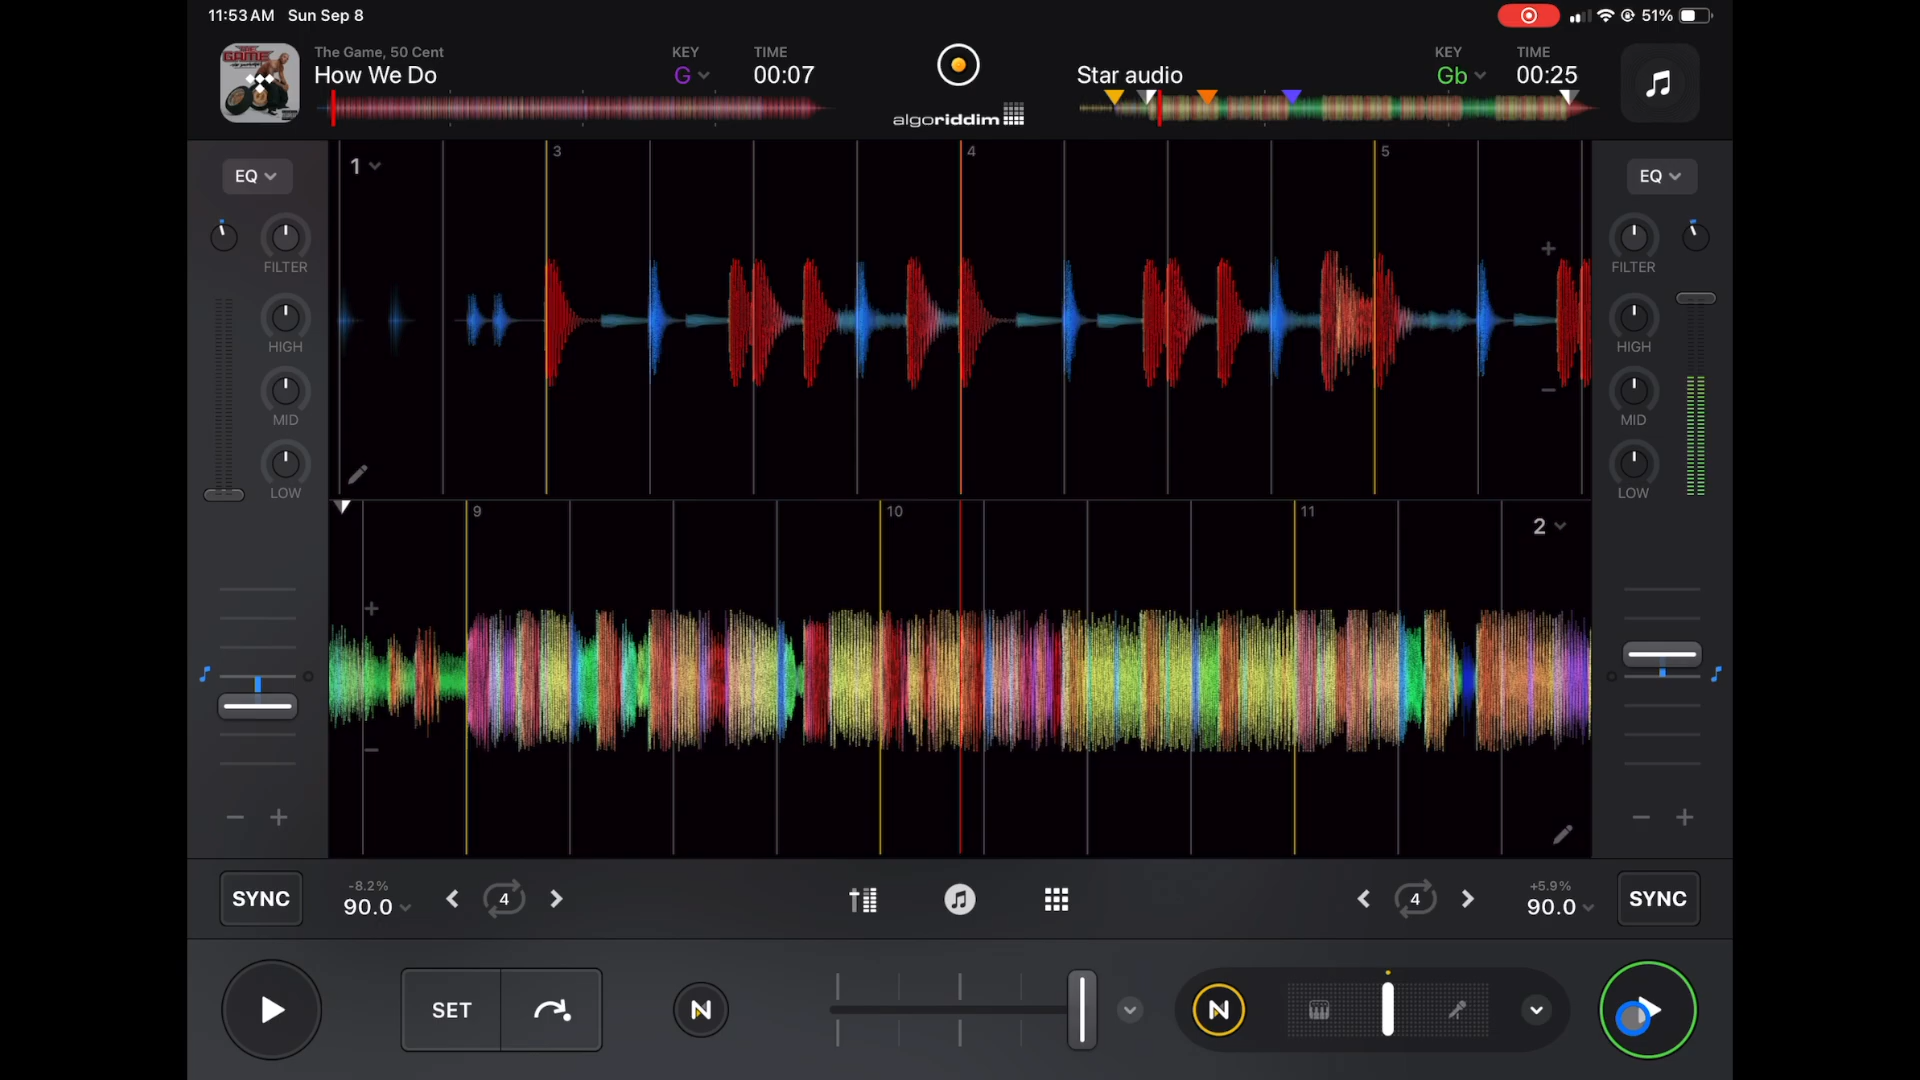 11:53 AM Sun Sep 8
51%
The Game, 50 Cent
How We Do
KEY
G
TIME
00:07
algoriddim
Star audio
KEY
Gb
TIME
00:25
EQ
FILTER
HIGH
MID
LOW
1
3
4
5
9
10
11
2
EQ
FILTER
HIGH
MID
LOW
SYNC
-8.2%
90.0
4
4
+5.9%
90.0
SYNC
SET
N
N